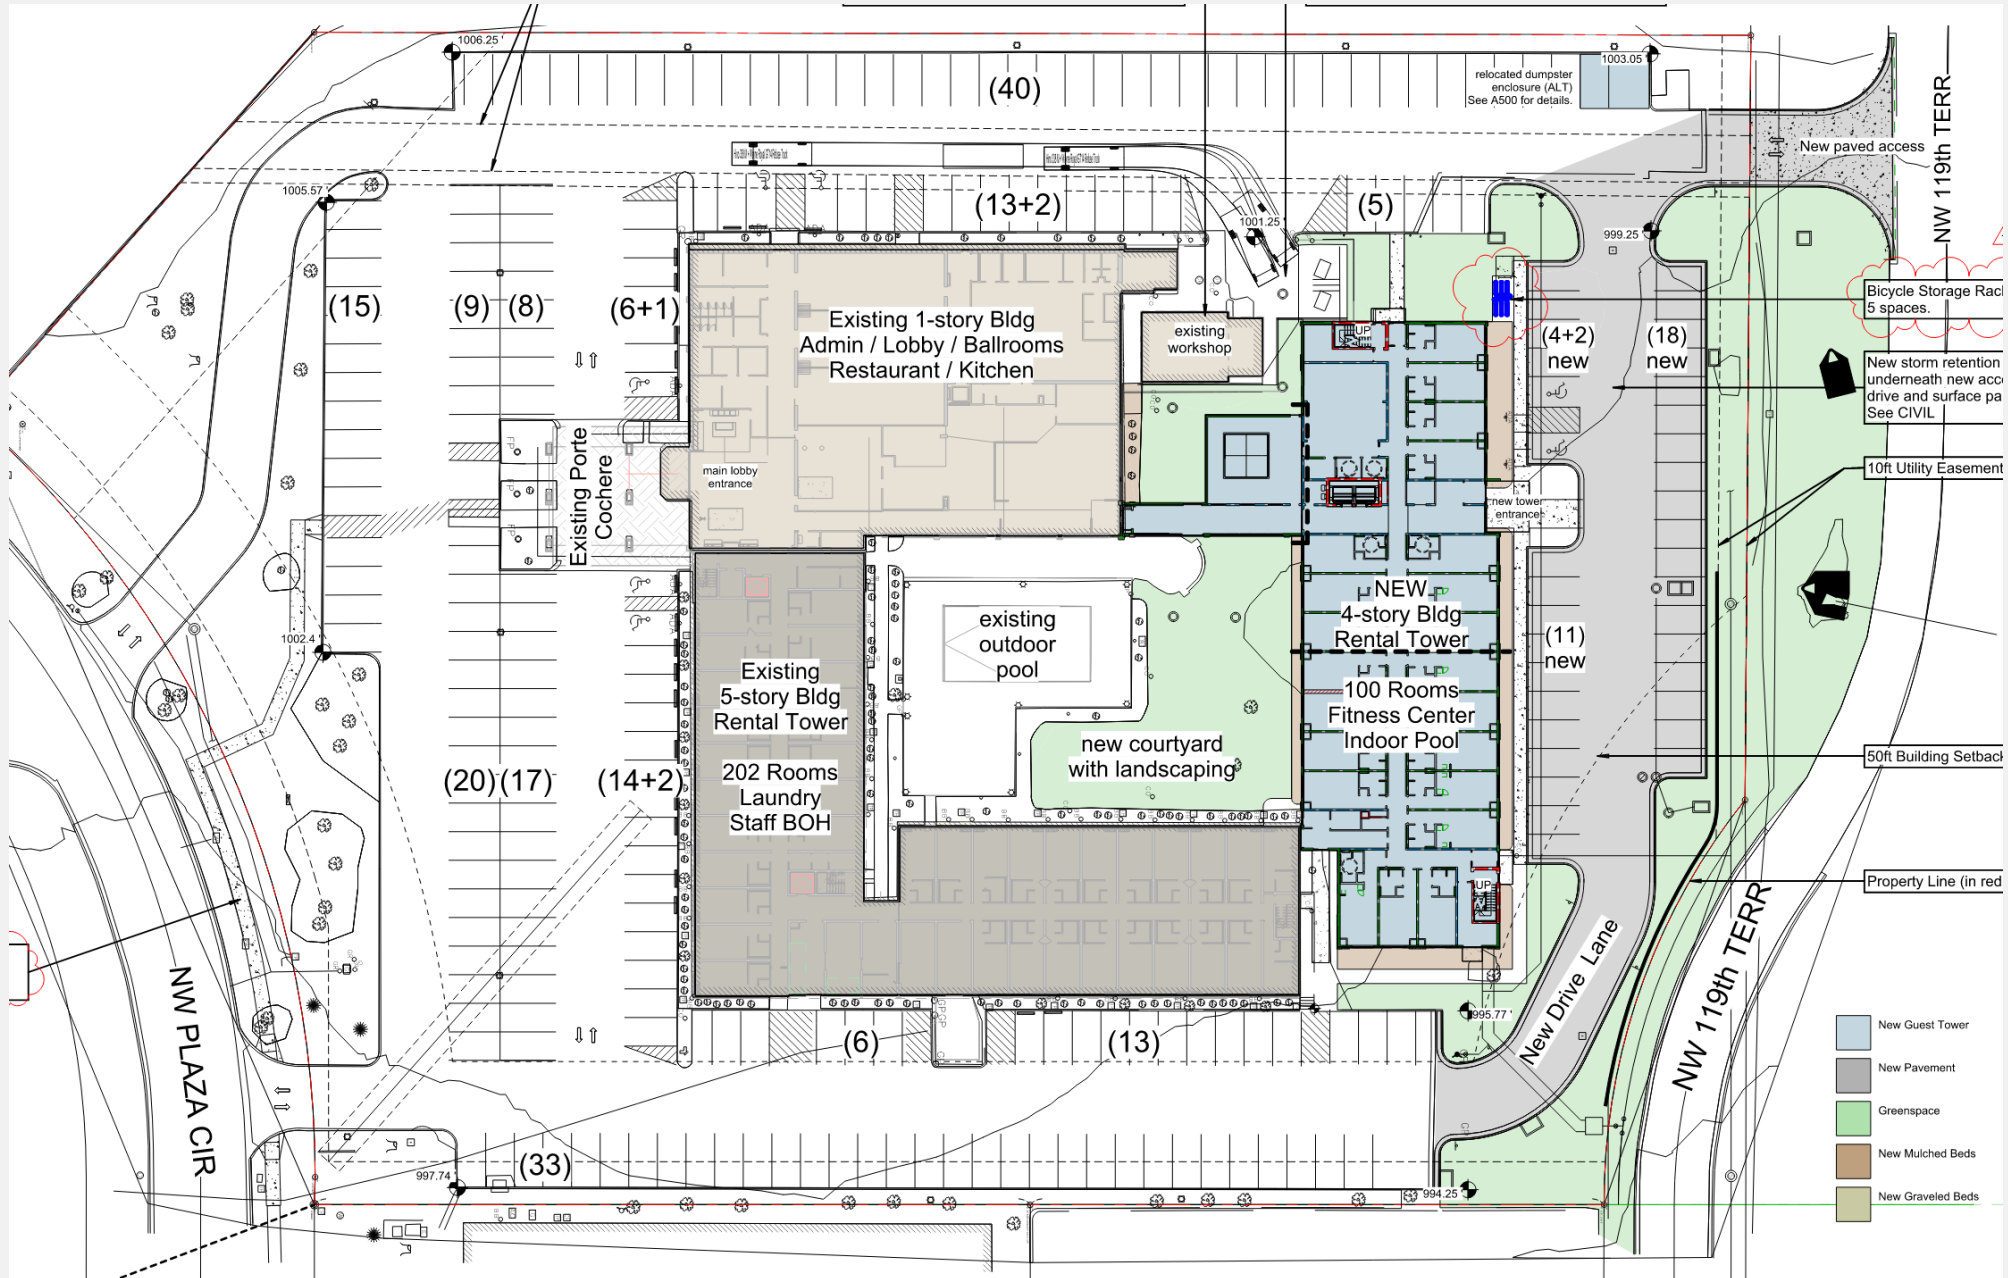 1006.25 '
(40)
relocated dumpster
enclosure (ALT)
See A500 for details.
1003.05 '
NW 119th TERR
New paved access
1005.57 '
(13+2)
1001.25 '
(5)
999.25 '
(15)
(9)
(8)
(6+1)
Existing 1-story Bldg
Admin / Lobby / Ballrooms
Restaurant / Kitchen
existing
workshop
UP
(4+2)
new
(18)
new
Bicycle Storage Rac
5 spaces.
New storm retention
underneath new acc
drive and surface pa
See CIVIL
10ft Utility Easement
Existing Porte
Cochere
main lobby
entrance
new tower
entrance
existing
outdoor
pool
NEW
4-story Bldg
Rental Tower
(11)
new
1002.4 '
Existing
5-story Bldg
Rental Tower
202 Rooms
Laundry
Staff BOH
100 Rooms
Fitness Center
Indoor Pool
new courtyard
with landscaping
(20)
(17)
(14+2)
50ft Building Setback
Property Line (in red
UP
NW PLAZA CIR
(6)
(13)
995.77 '
New Drive Lane
NW 119th TERR
New Guest Tower
New Pavement
Greenspace
New Mulched Beds
New Graveled Beds
(33)
997.74 '
994.25 '